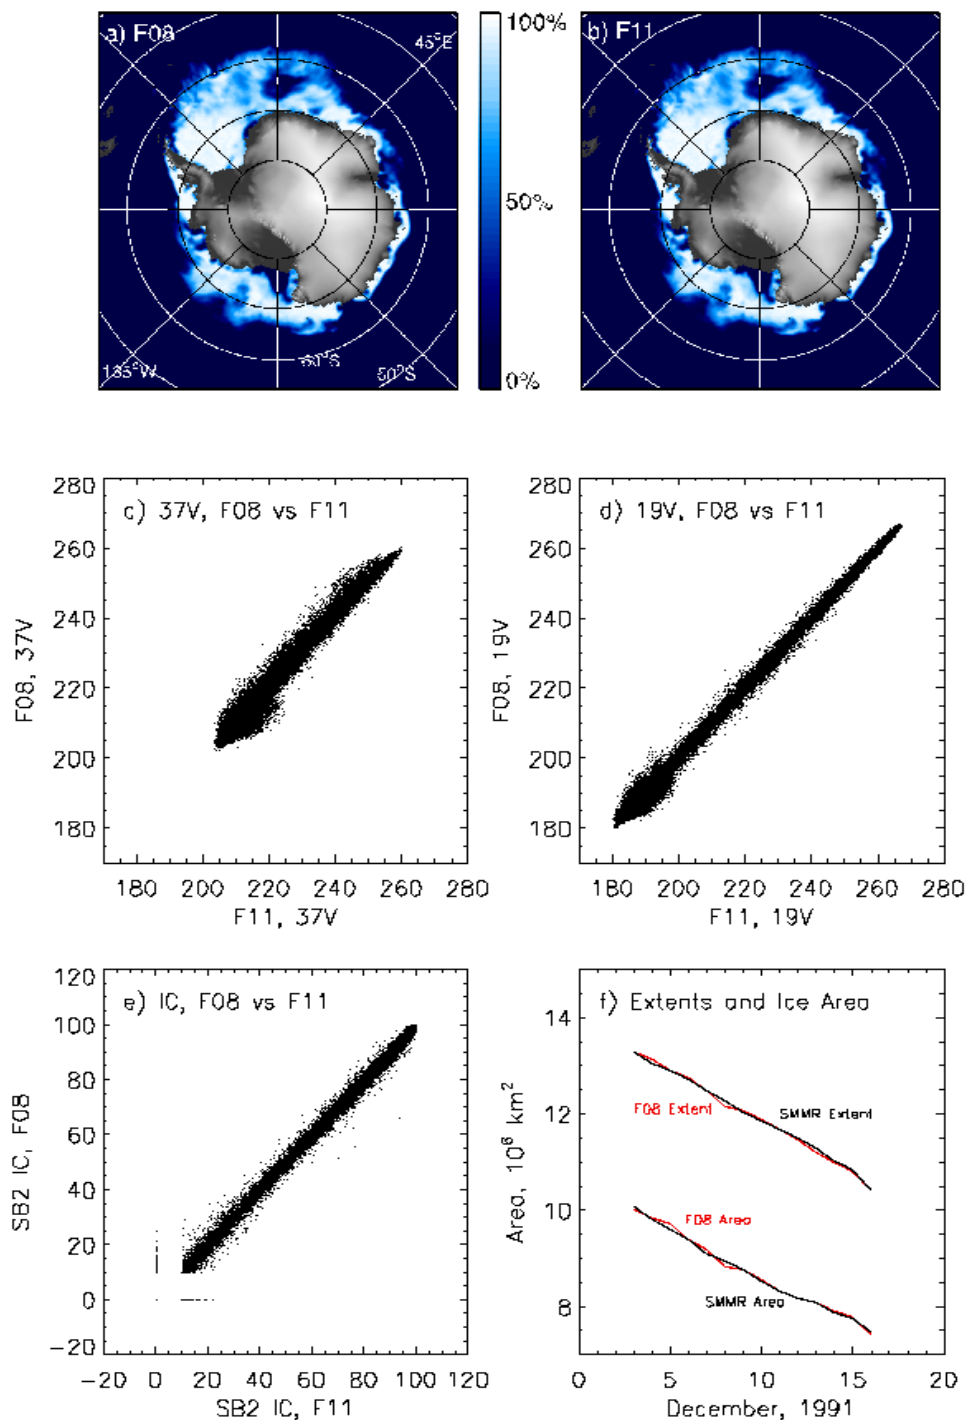 a) F08
45°E
100%
b) F11
50%
135°W
60°S
50°S
0%
280
c) 37V, F08 vs F11
260
240
220
200
180
F08, 37V
180 200 220 240 260 280
F11, 37V
280
d) 19V, F08 vs F11
260
240
220
200
180
F08, 19V
180 200 220 240 260 280
F11, 19V
120
e) IC, F08 vs F11
100
80
60
40
20
0
−20
SB2 IC, F08
−20 0 20 40 60 80 100 120
SB2 IC, F11
f) Extents and Ice Area
14
12
10
8
Area, 10⁶ km²
F08 Extent
SMMR Extent
F08 Area
SMMR Area
0 5 10 15 20
December, 1991